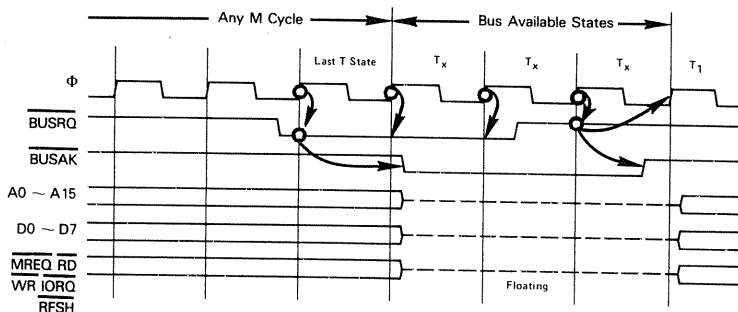 Any M Cycle Bus Available States
Last T State Tx Tx Tx T1
Φ
BUSRQ
BUSAK
A0 ~ A15
D0 ~ D7
MREQ RD
WR IORQ
Floating
RFSH